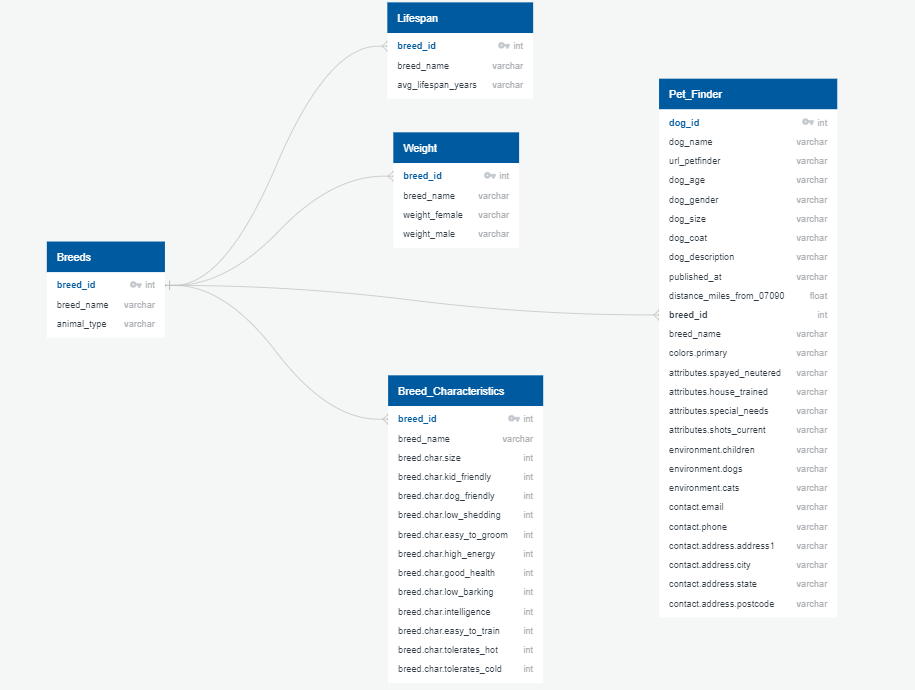 Lifespan
breed_id int
breed_name varchar
avg_lifespan_years varchar
Weight
breed_id int
breed_name varchar
weight_female varchar
weight_male varchar
Breeds
breed_id int
breed_name varchar
animal_type varchar
Breed_Characteristics
breed_id int
breed_name varchar
breed.char.size int
breed.char.kid_friendly int
breed.char.dog_friendly int
breed.char.low_shedding int
breed.char.easy_to_groom int
breed.char.high_energy int
breed.char.good_health int
breed.char.low_barking int
breed.char.intelligence int
breed.char.easy_to_train int
breed.char.tolerates_hot int
breed.char.tolerates_cold int
Pet_Finder
dog_id int
dog_name varchar
url_petfinder varchar
dog_age varchar
dog_gender varchar
dog_size varchar
dog_coat varchar
dog_description varchar
published_at varchar
distance_miles_from_07090 float
breed_id int
breed_name varchar
colors.primary varchar
attributes.spayed_neutered varchar
attributes.house_trained varchar
attributes.special_needs varchar
attributes.shots_current varchar
environment.children varchar
environment.dogs varchar
environment.cats varchar
contact.email varchar
contact.phone varchar
contact.address.address1 varchar
contact.address.city varchar
contact.address.state varchar
contact.address.postcode varchar